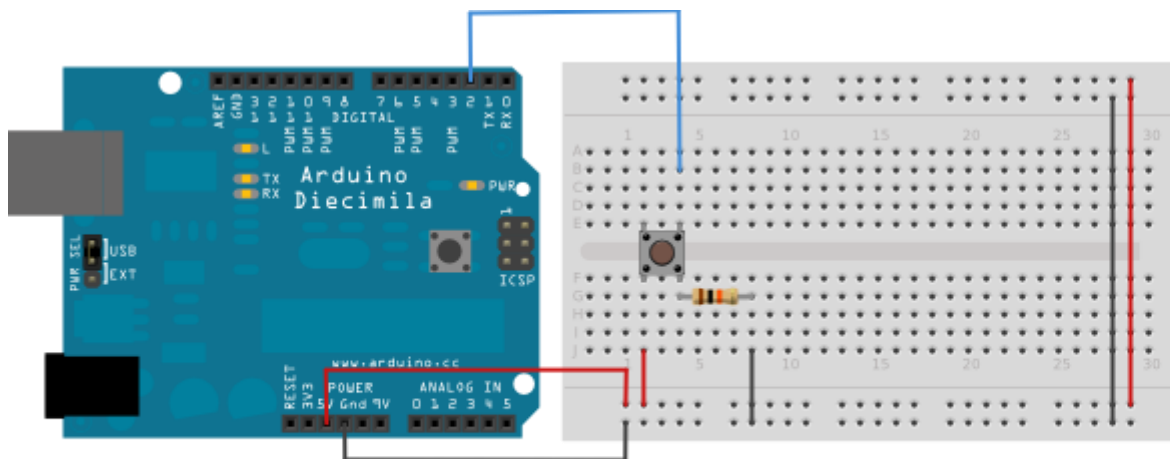 AREF
GND
13
12
11
10
9
8
7
6
5
4
3
2
TX 1
RX 0
PWM
PWM
PWM
DIGITAL
PWM
PWM
PWM
L
TX
RX
Arduino
Diecimila
PWR
1
ICSP
PWR SEL
USB
EXT
www.arduino.cc
POWER
ANALOG IN
RESET
3V3
5V Gnd 9V
0 1 2 3 4 5
1 5 10 15 20 25 30
A
B
C
D
E
F
G
H
I
J
1 5 10 15 20 25 30